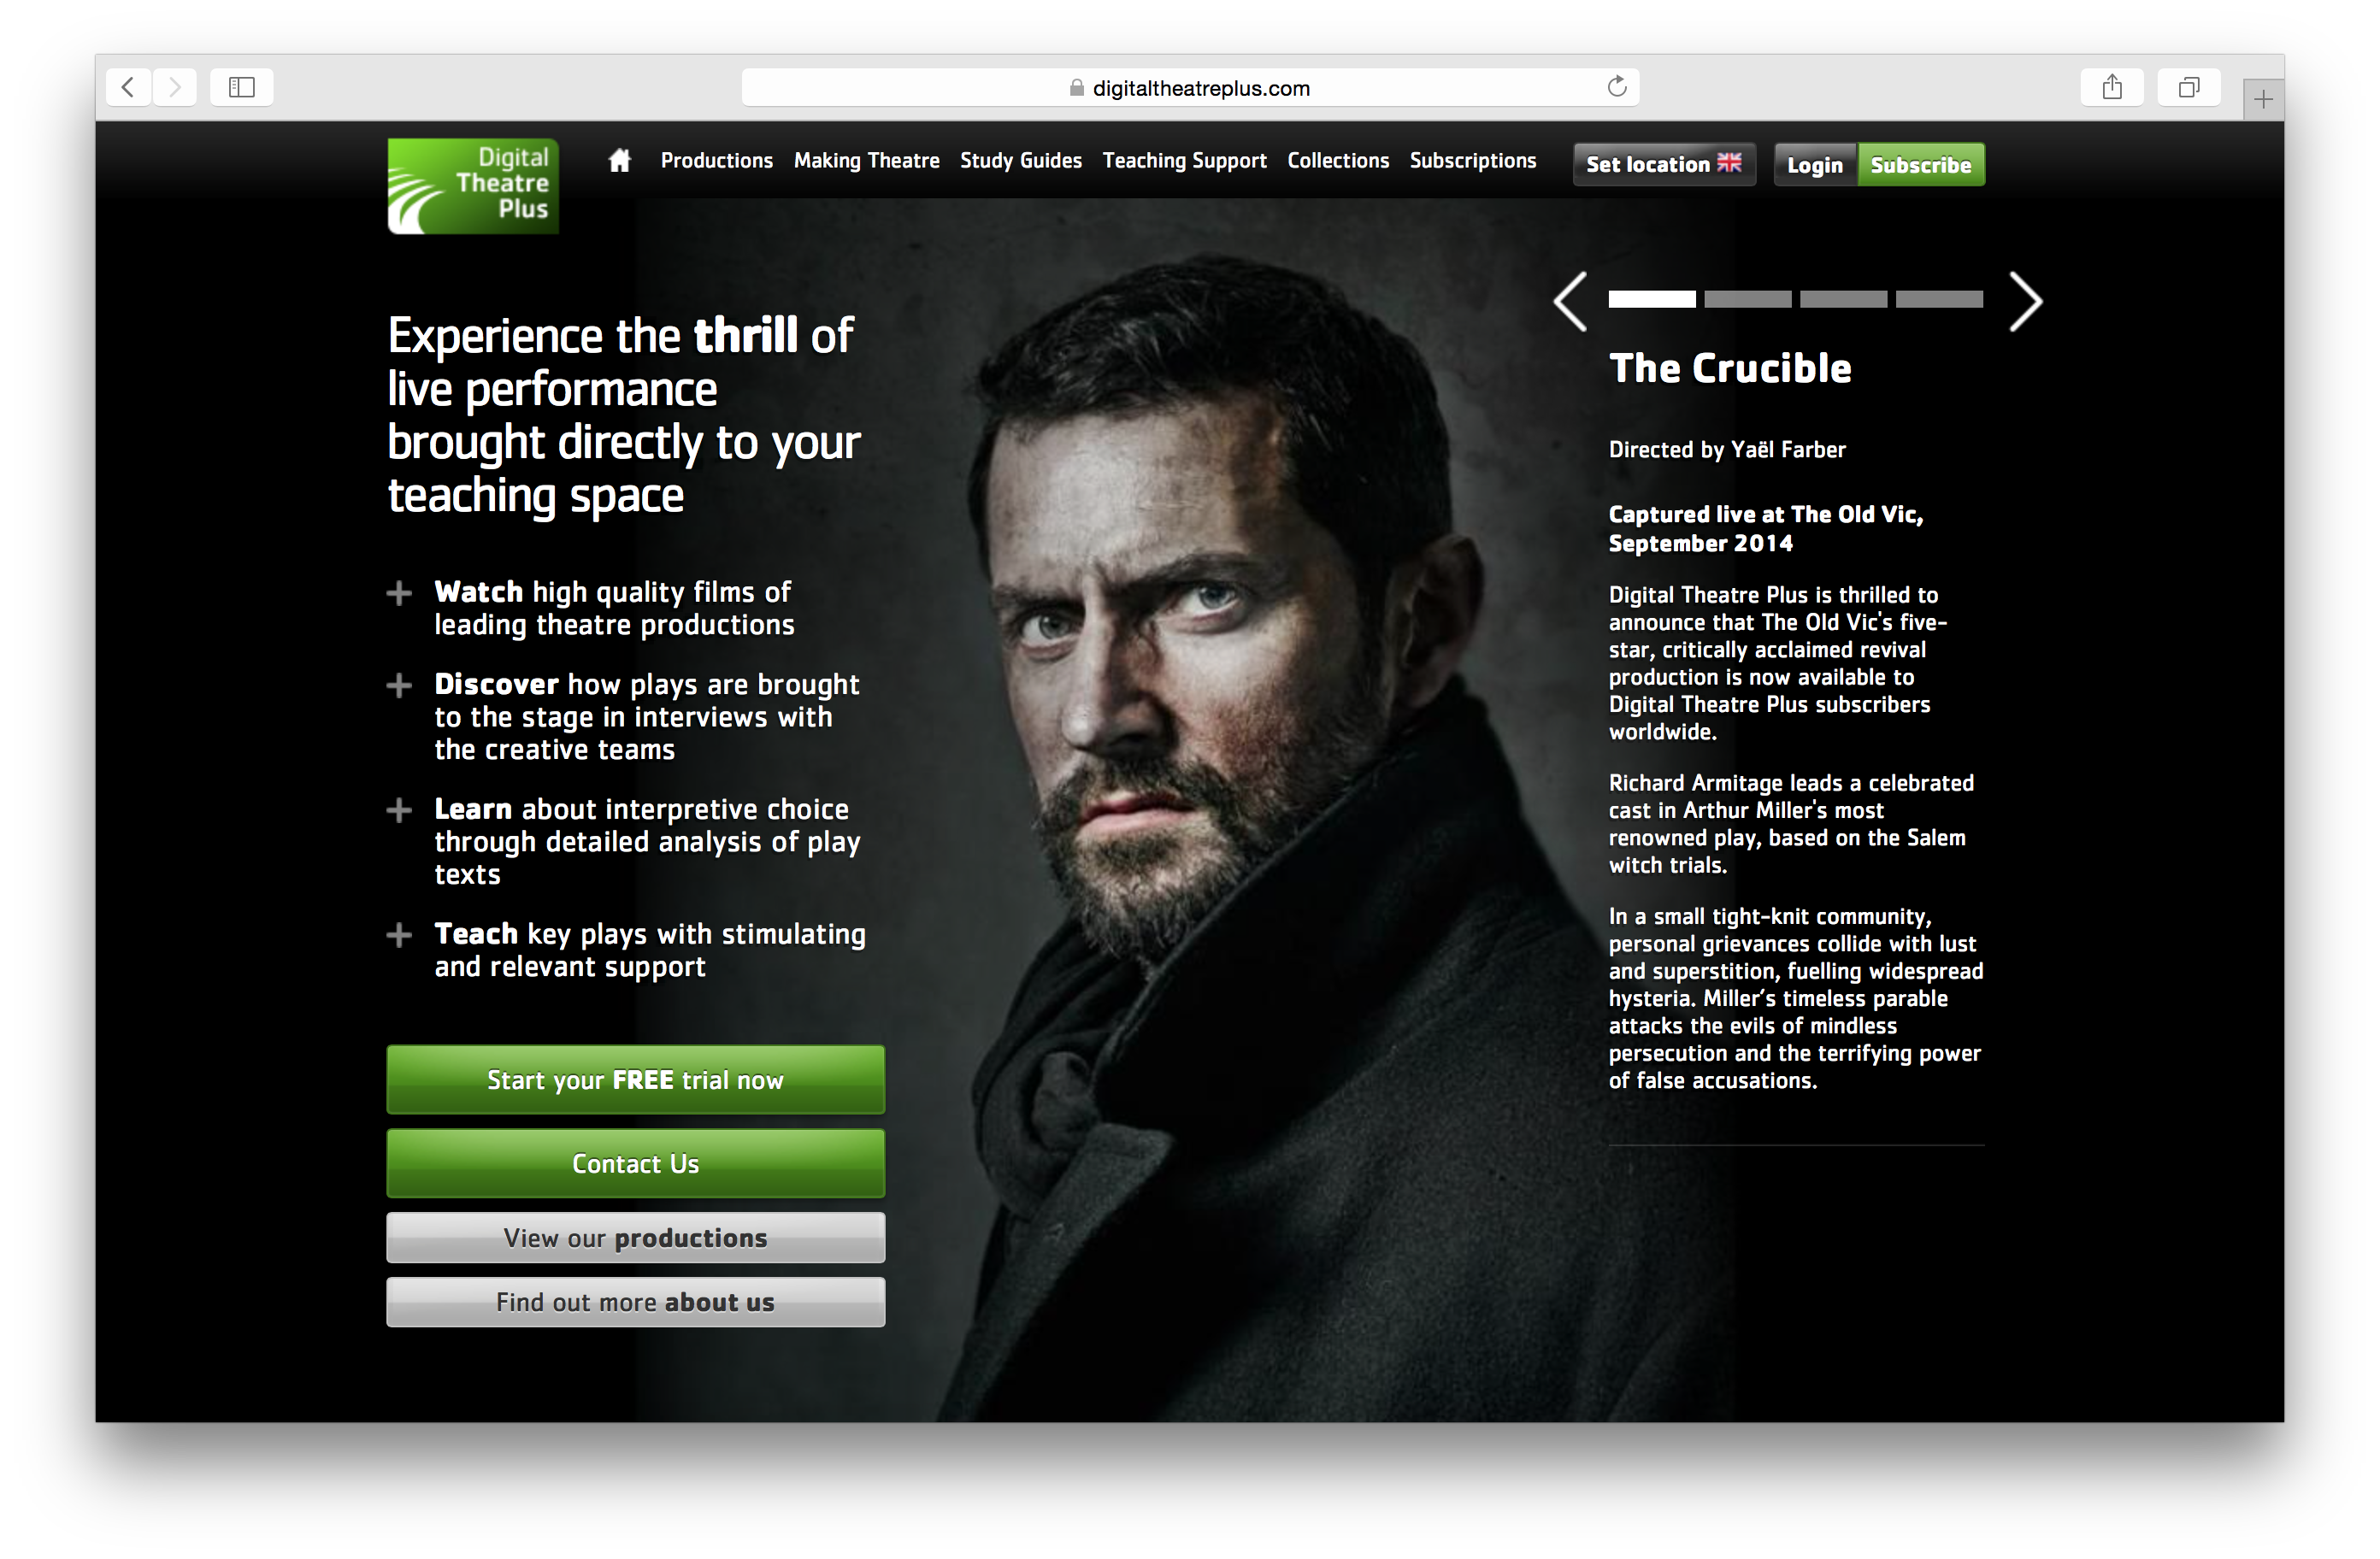 digitaltheatreplus.com
Digital
Theatre
Plus
Productions Making Theatre Study Guides Teaching Support Collections Subscriptions Set location Login Subscribe
Experience the thrill of
live performance
brought directly to your
teaching space
Watch high quality films of
leading theatre productions
Discover how plays are brought
to the stage in interviews with
the creative teams
Learn about interpretive choice
through detailed analysis of play
texts
Teach key plays with stimulating
and relevant support
Start your FREE trial now
Contact Us
View our productions
Find out more about us
The Crucible
Directed by Yaël Farber
Captured live at The Old Vic,
September 2014
Digital Theatre Plus is thrilled to
announce that The Old Vic's five-
star, critically acclaimed revival
production is now available to
Digital Theatre Plus subscribers
worldwide.
Richard Armitage leads a celebrated
cast in Arthur Miller's most
renowned play, based on the Salem
witch trials.
In a small tight-knit community,
personal grievances collide with lust
and superstition, fuelling widespread
hysteria. Miller’s timeless parable
attacks the evils of mindless
persecution and the terrifying power
of false accusations.